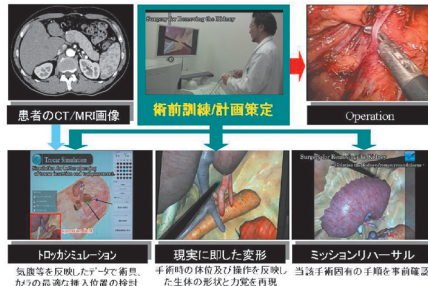 Surgery for Removing the Kidney
患者のCT/MRI画像
術前訓練/計画策定
Operation
Trocar Simulation
トロッカシミュレーション
現実に即した変形
ミッションリハーサル
気腹等を反映したデータで術具、
カメラの最適な挿入位置の検討
手術時の体位及び操作を反映し
た生体の形状と力覚を再現
当該手術固有の手順を事前確認